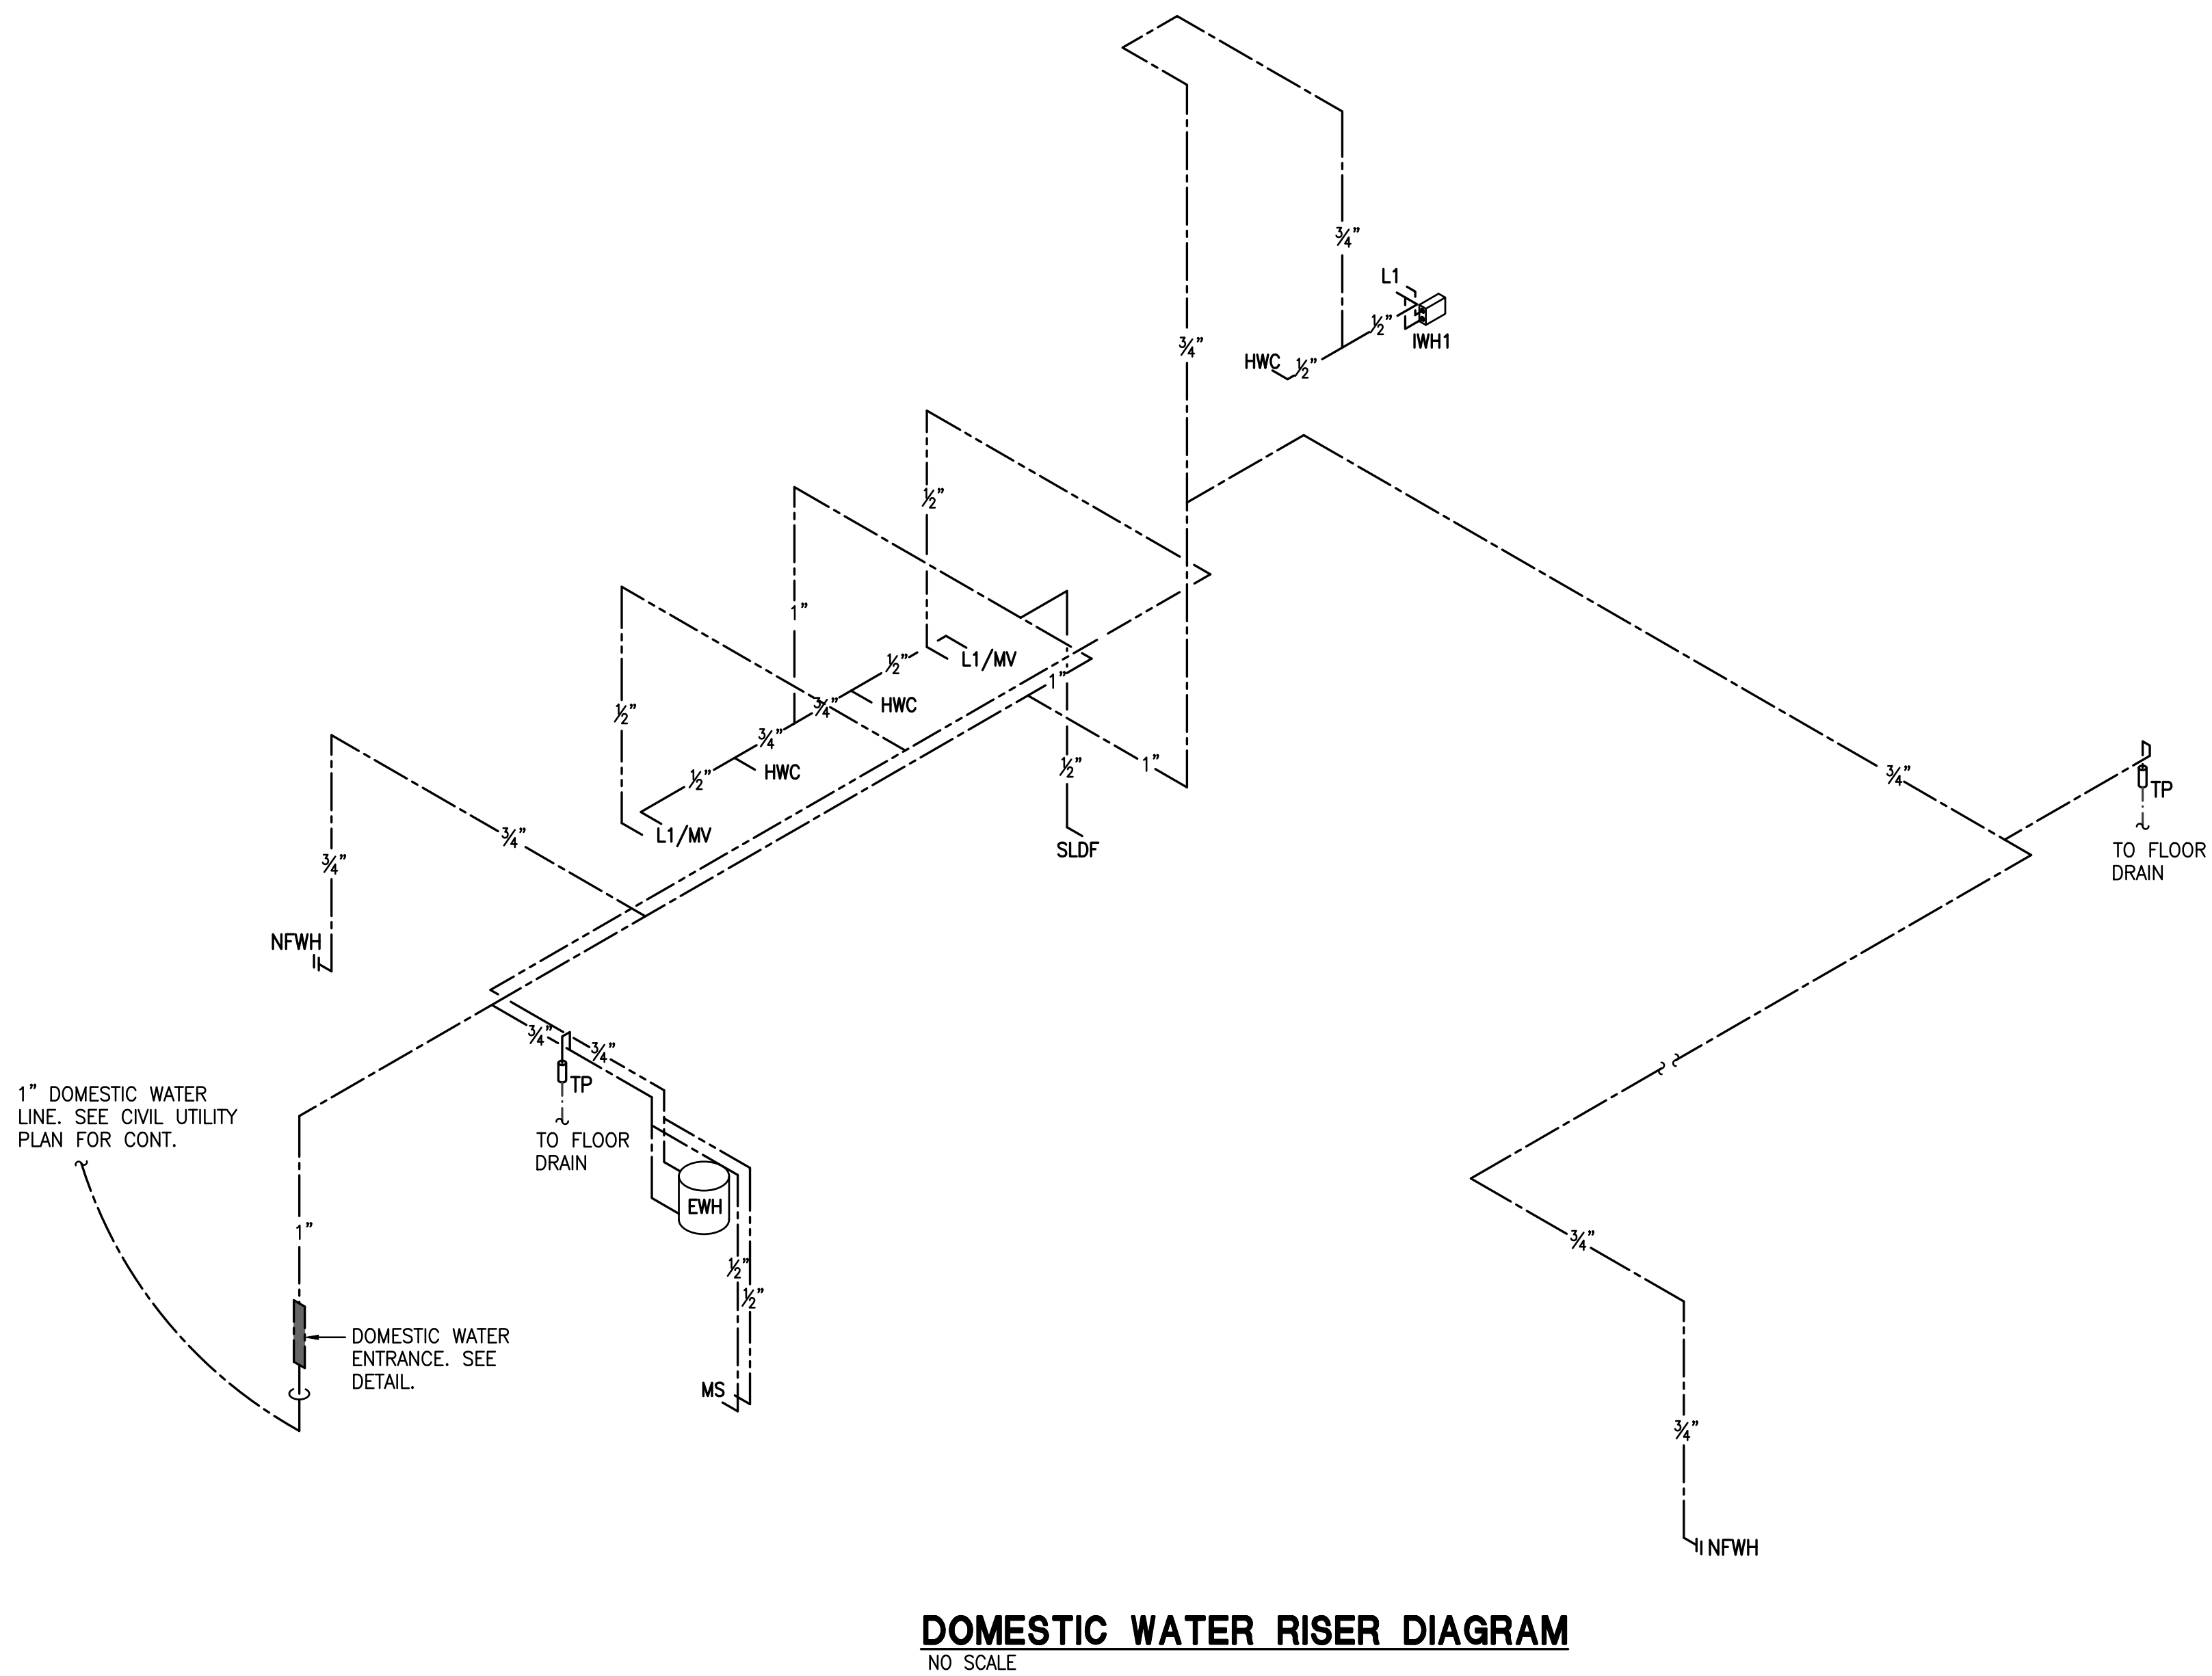 ¾"
L1
½"
IWH1
¾"
HWC
½"
½"
1"
½"
L1/MV
1"
HWC
¾"
½"
¾"
HWC
½"
1"
½"
¾"
TP
¾"
L1/MV
SLDF
TO FLOOR
DRAIN
¾"
NFWH
¾"
¾"
TP
1" DOMESTIC WATER
LINE. SEE CIVIL UTILITY
PLAN FOR CONT.
TO FLOOR
DRAIN
EWH
1"
¾"
½"
½"
DOMESTIC WATER
ENTRANCE. SEE
DETAIL.
MS
¾"
NFWH
DOMESTIC WATER RISER DIAGRAM
NO SCALE